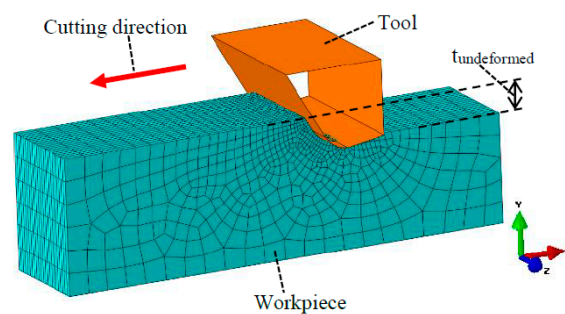 Cutting direction
Tool
tundeformed
Y
Z
Workpiece